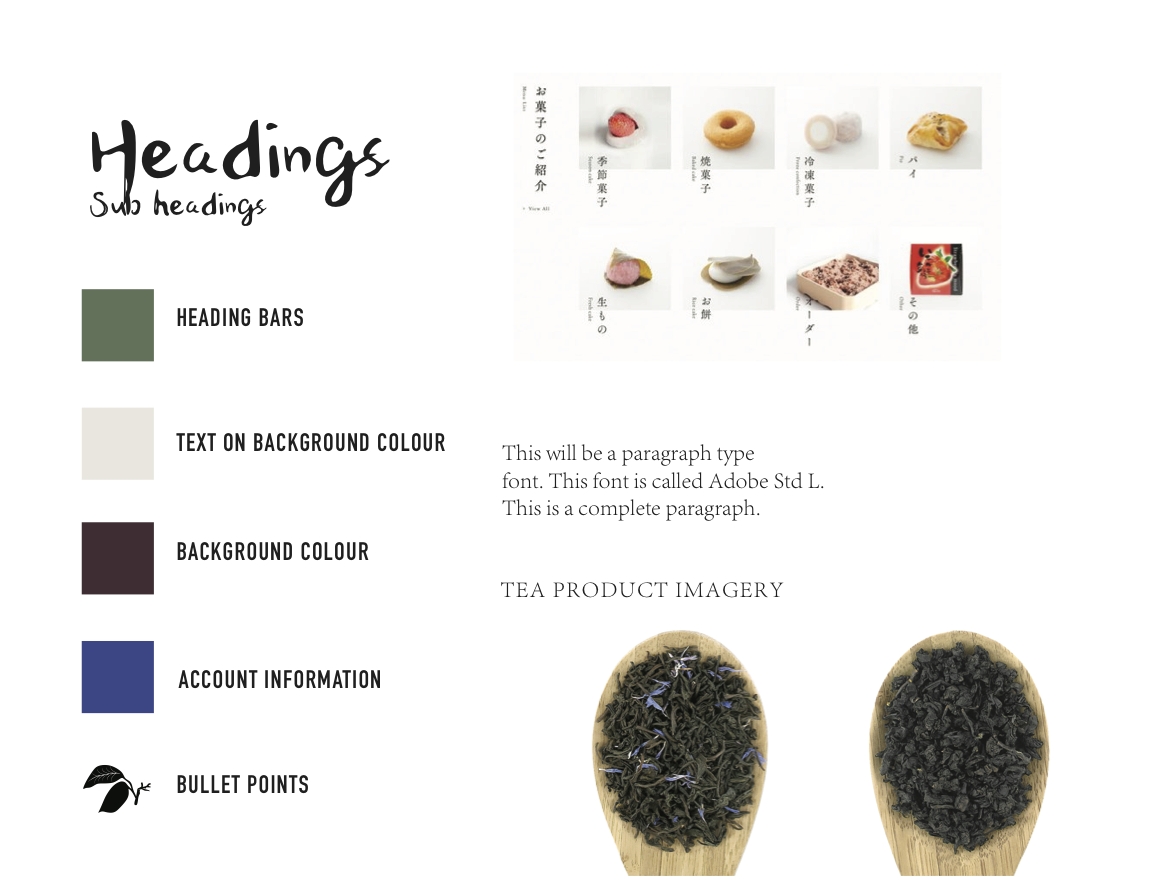 Headings
Sub headings
HEADING BARS
TEXT ON BACKGROUND COLOUR
BACKGROUND COLOUR
ACCOUNT INFORMATION
BULLET POINTS
お菓子のご紹介
Menu List
> View All
季節菓子
Season cake
焼菓子
Baked cake
冷凍菓子
Frozen confection
パイ
Pie
生もの
Fresh cake
お餅
Rice cake
オーダー
Order
その他
Other
This will be a paragraph type
font. This font is called Adobe Std L.
This is a complete paragraph.
TEA PRODUCT IMAGERY